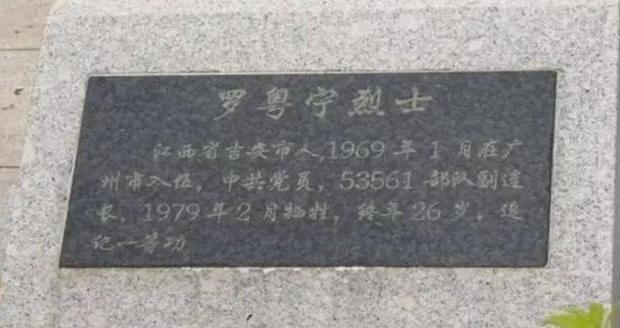 罗粤宁烈士
江西省吉安市人,1969年1月在广
州市入伍,中共党员,53561部队副连
长,1979年2月牺牲,终年26岁,追
记一等功